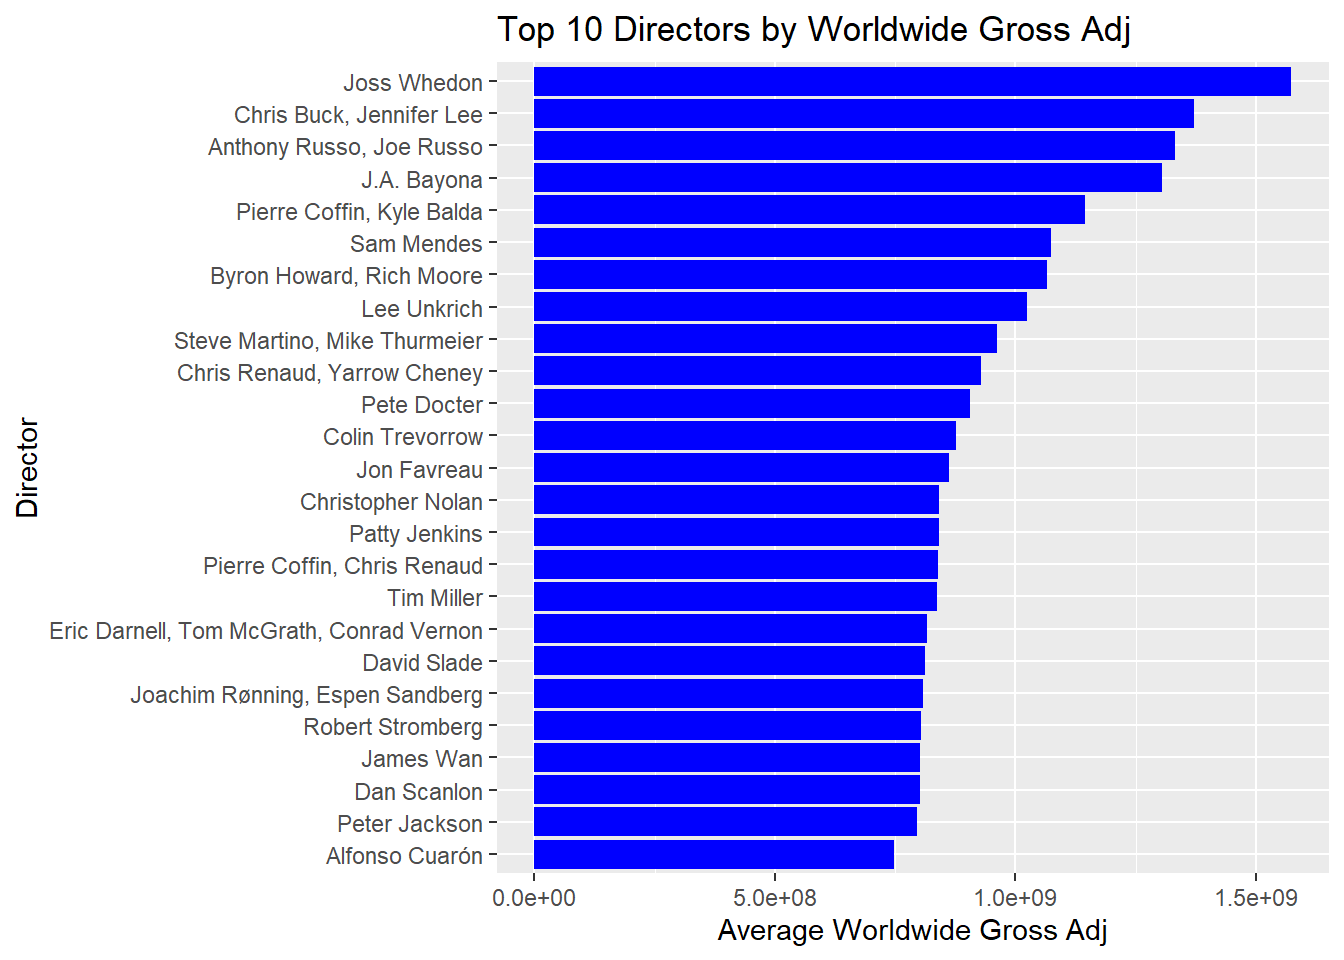 Top 10 Directors by Worldwide Gross Adj
Joss Whedon
Chris Buck, Jennifer Lee
Anthony Russo, Joe Russo
J.A. Bayona
Pierre Coffin, Kyle Balda
Sam Mendes
Byron Howard, Rich Moore
Lee Unkrich
Steve Martino, Mike Thurmeier
Chris Renaud, Yarrow Cheney
Pete Docter
Colin Trevorrow
Jon Favreau
Christopher Nolan
Patty Jenkins
Pierre Coffin, Chris Renaud
Tim Miller
Eric Darnell, Tom McGrath, Conrad Vernon
David Slade
Joachim Rønning, Espen Sandberg
Robert Stromberg
James Wan
Dan Scanlon
Peter Jackson
Alfonso Cuarón
Director
0.0e+00 5.0e+08 1.0e+09 1.5e+09
Average Worldwide Gross Adj